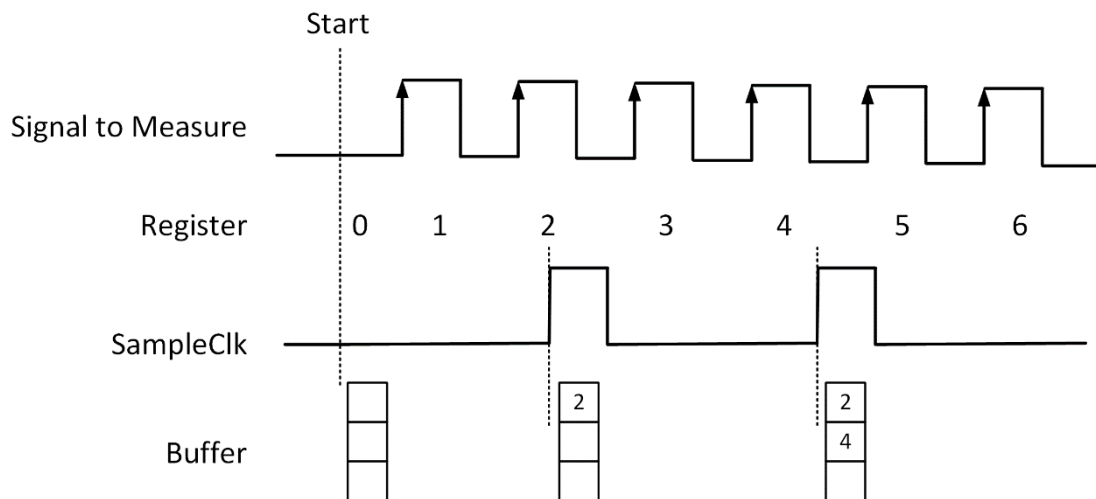 Start
Signal to Measure
Register 0 1 2 3 4 5 6
SampleClk
2 2
4
Buffer